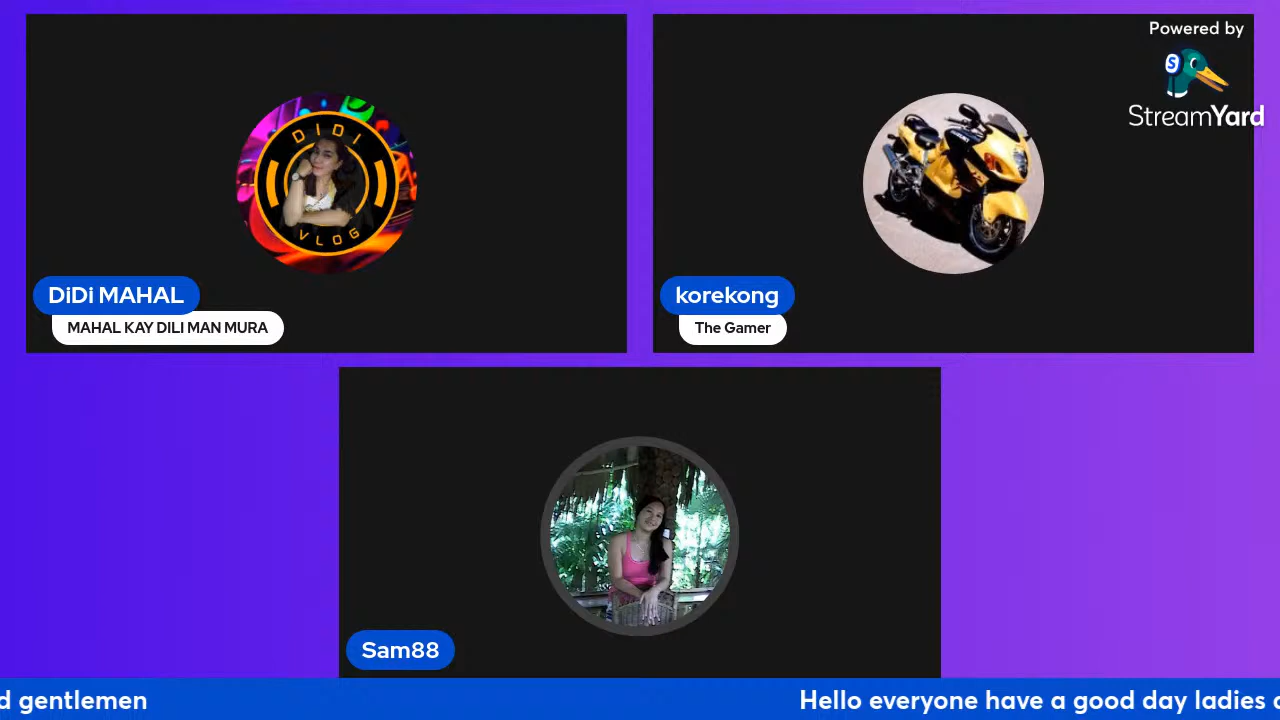 Powered by
StreamYard
DIDI
VLOG
DiDi MAHAL
MAHAL KAY DILI MAN MURA
SUZUKI
korekong
The Gamer
Sam88
d gentlemen
Hello everyone have a good day ladies